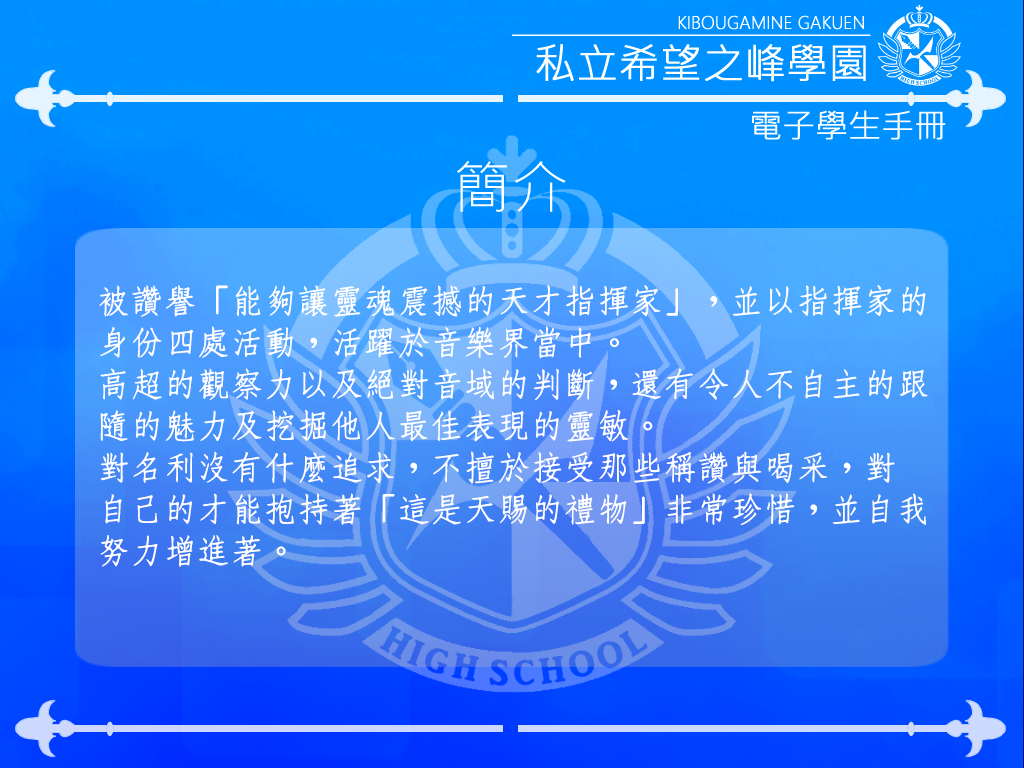 KIBOUGAMINE GAKUEN
私立希望之峰學園
HIGH SCHOOL
電子學生手冊
簡介
被讚譽「能夠讓靈魂震撼的天才指揮家」，並以指揮家的
身份四處活動，活躍於音樂界當中。
高超的觀察力以及絕對音域的判斷，還有令人不自主的跟
隨的魅力及挖掘他人最佳表現的靈敏。
對名利沒有什麼追求，不擅於接受那些稱讚與喝采，對
自己的才能抱持著「這是天賜的禮物」非常珍惜，並自我
努力增進著。
HIGH SCHOOL